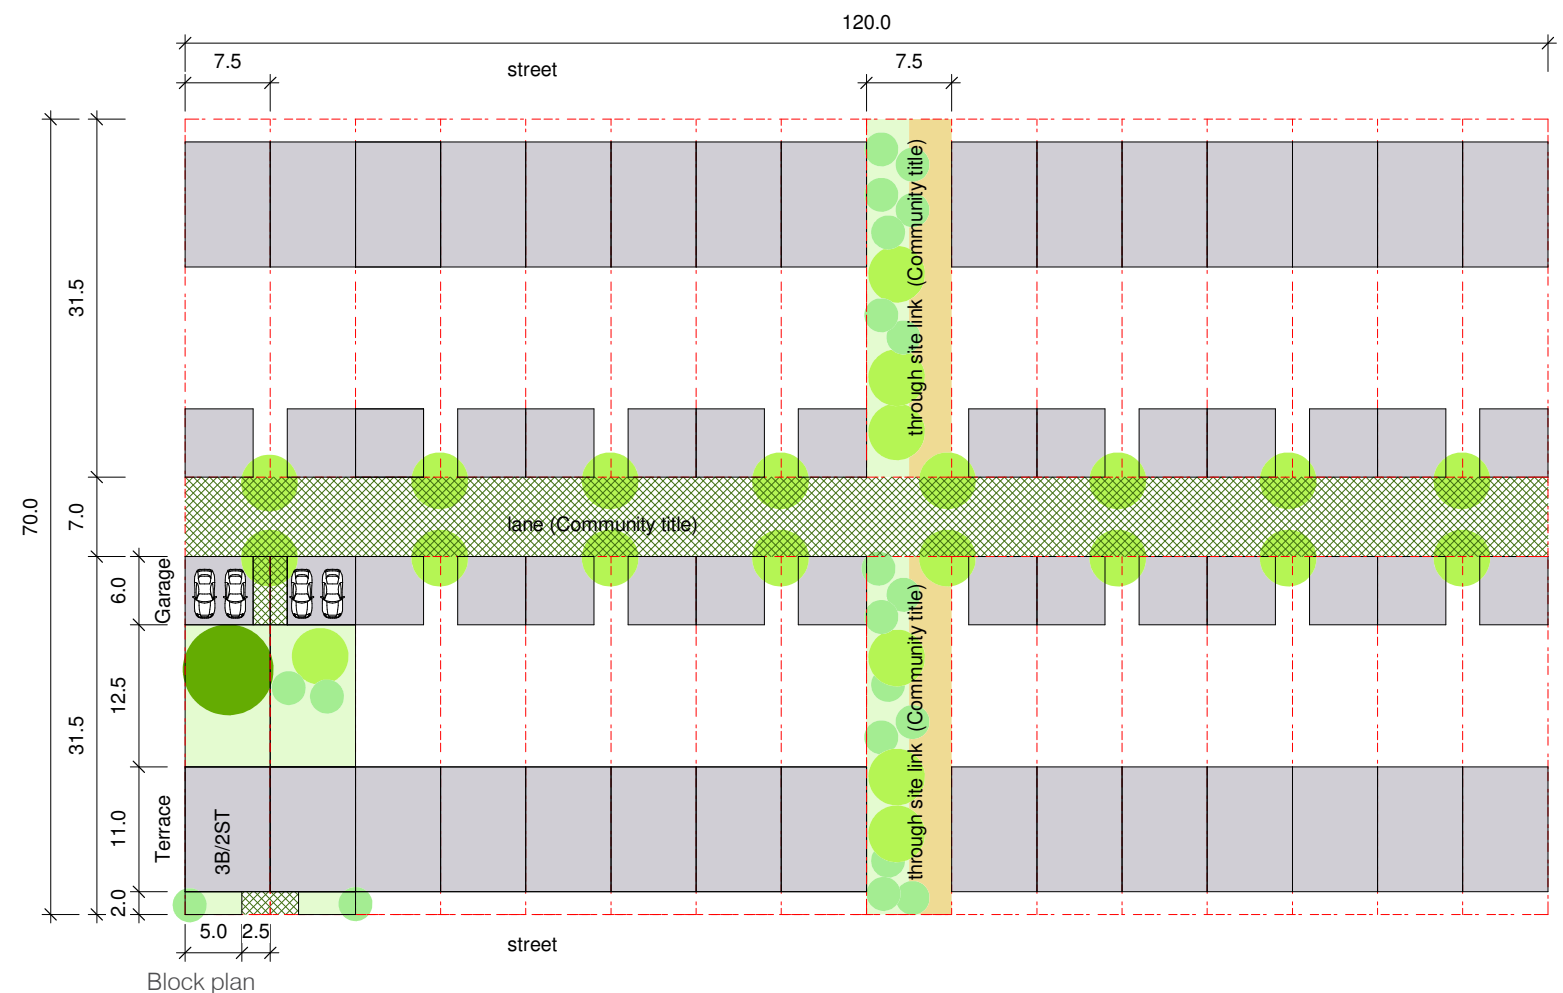 120.0
7.5
street
7.5
31.5
through site link (Community title)
70.0
7.0
lane (Community title)
6.0
Garage
31.5
12.5
through site link (Community title)
11.0
Terrace
3B/2ST
2.0
5.0
2.5
street
Block plan